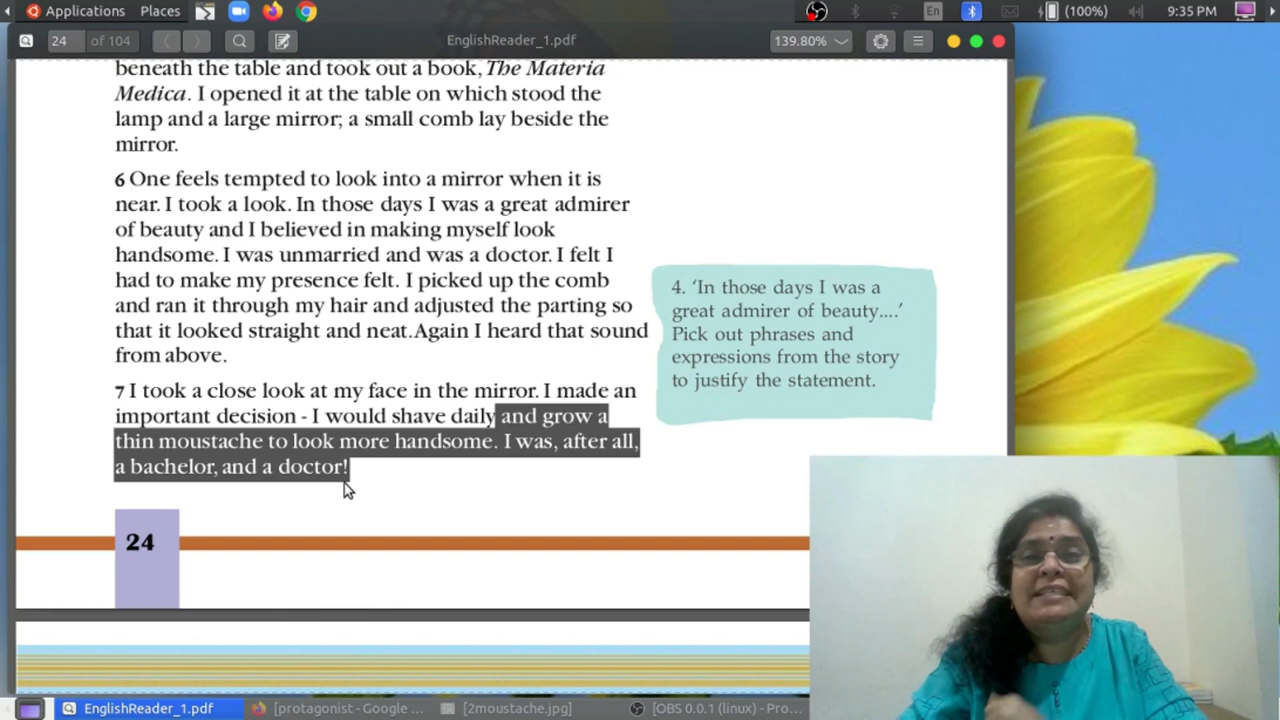 Applications Places En (100%) 9:35 PM
24 of 104 EnglishReader_1.pdf 139.80%
beneath the table and took out a book, The Materia
Medica. I opened it at the table on which stood the
lamp and a large mirror; a small comb lay beside the
mirror.
6 One feels tempted to look into a mirror when it is
near. I took a look. In those days I was a great admirer
of beauty and I believed in making myself look
handsome. I was unmarried and was a doctor. I felt I
had to make my presence felt. I picked up the comb
and ran it through my hair and adjusted the parting so
that it looked straight and neat.Again I heard that sound
from above.
7 I took a close look at my face in the mirror. I made an
important decision - I would shave daily and grow a
thin moustache to look more handsome. I was, after all,
a bachelor, and a doctor!
4. ‘In those days I was a
great admirer of beauty....’
Pick out phrases and
expressions from the story
to justify the statement.
24
EnglishReader_1.pdf [protagonist - Google ... [2moustache.jpg] [OBS 0.0.1 (linux) - Pro...